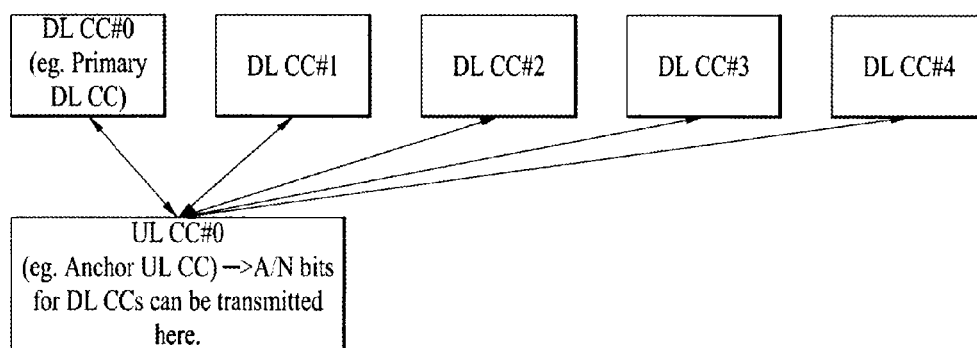 DL CC#0
(eg. Primary
DL CC)
DL CC#1
DL CC#2
DL CC#3
DL CC#4
UL CC#0
(eg. Anchor UL CC) —>A/N bits
for DL CCs can be transmitted
here.